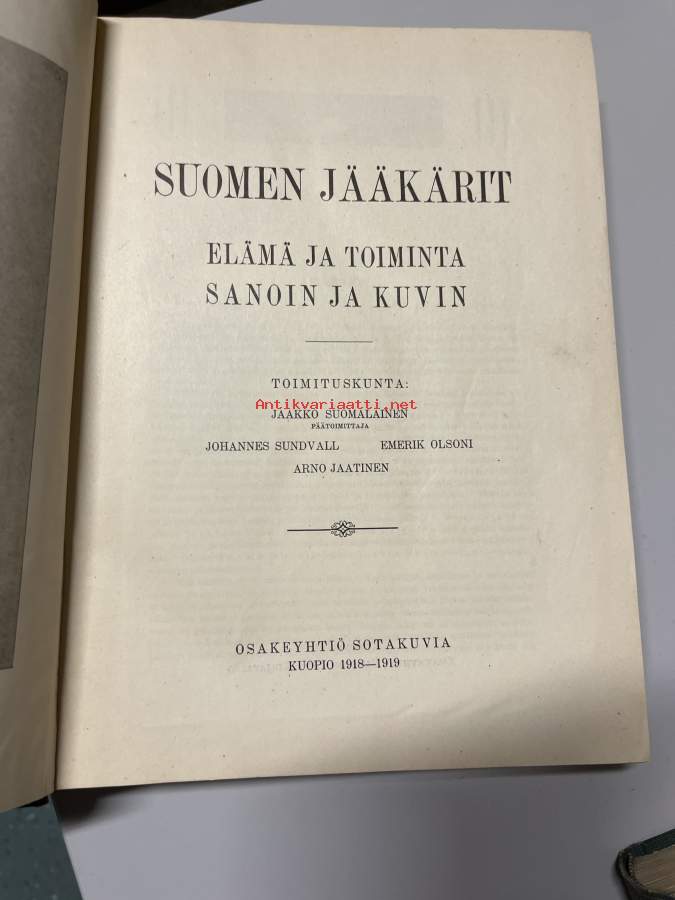 SUOMEN JÄÄKÄRIT
ELÄMÄ JA TOIMINTA
SANOIN JA KUVIN
TOIMITUSKUNTA:
Antikvariaatti.net
JAAKKO SUOMALAINEN
PÄÄTOIMITTAJA
JOHANNES SUNDVALL EMERIK OLSONI
ARNO JAATINEN
OSAKEYHTIÖ SOTAKUVIA
KUOPIO 1918—1919